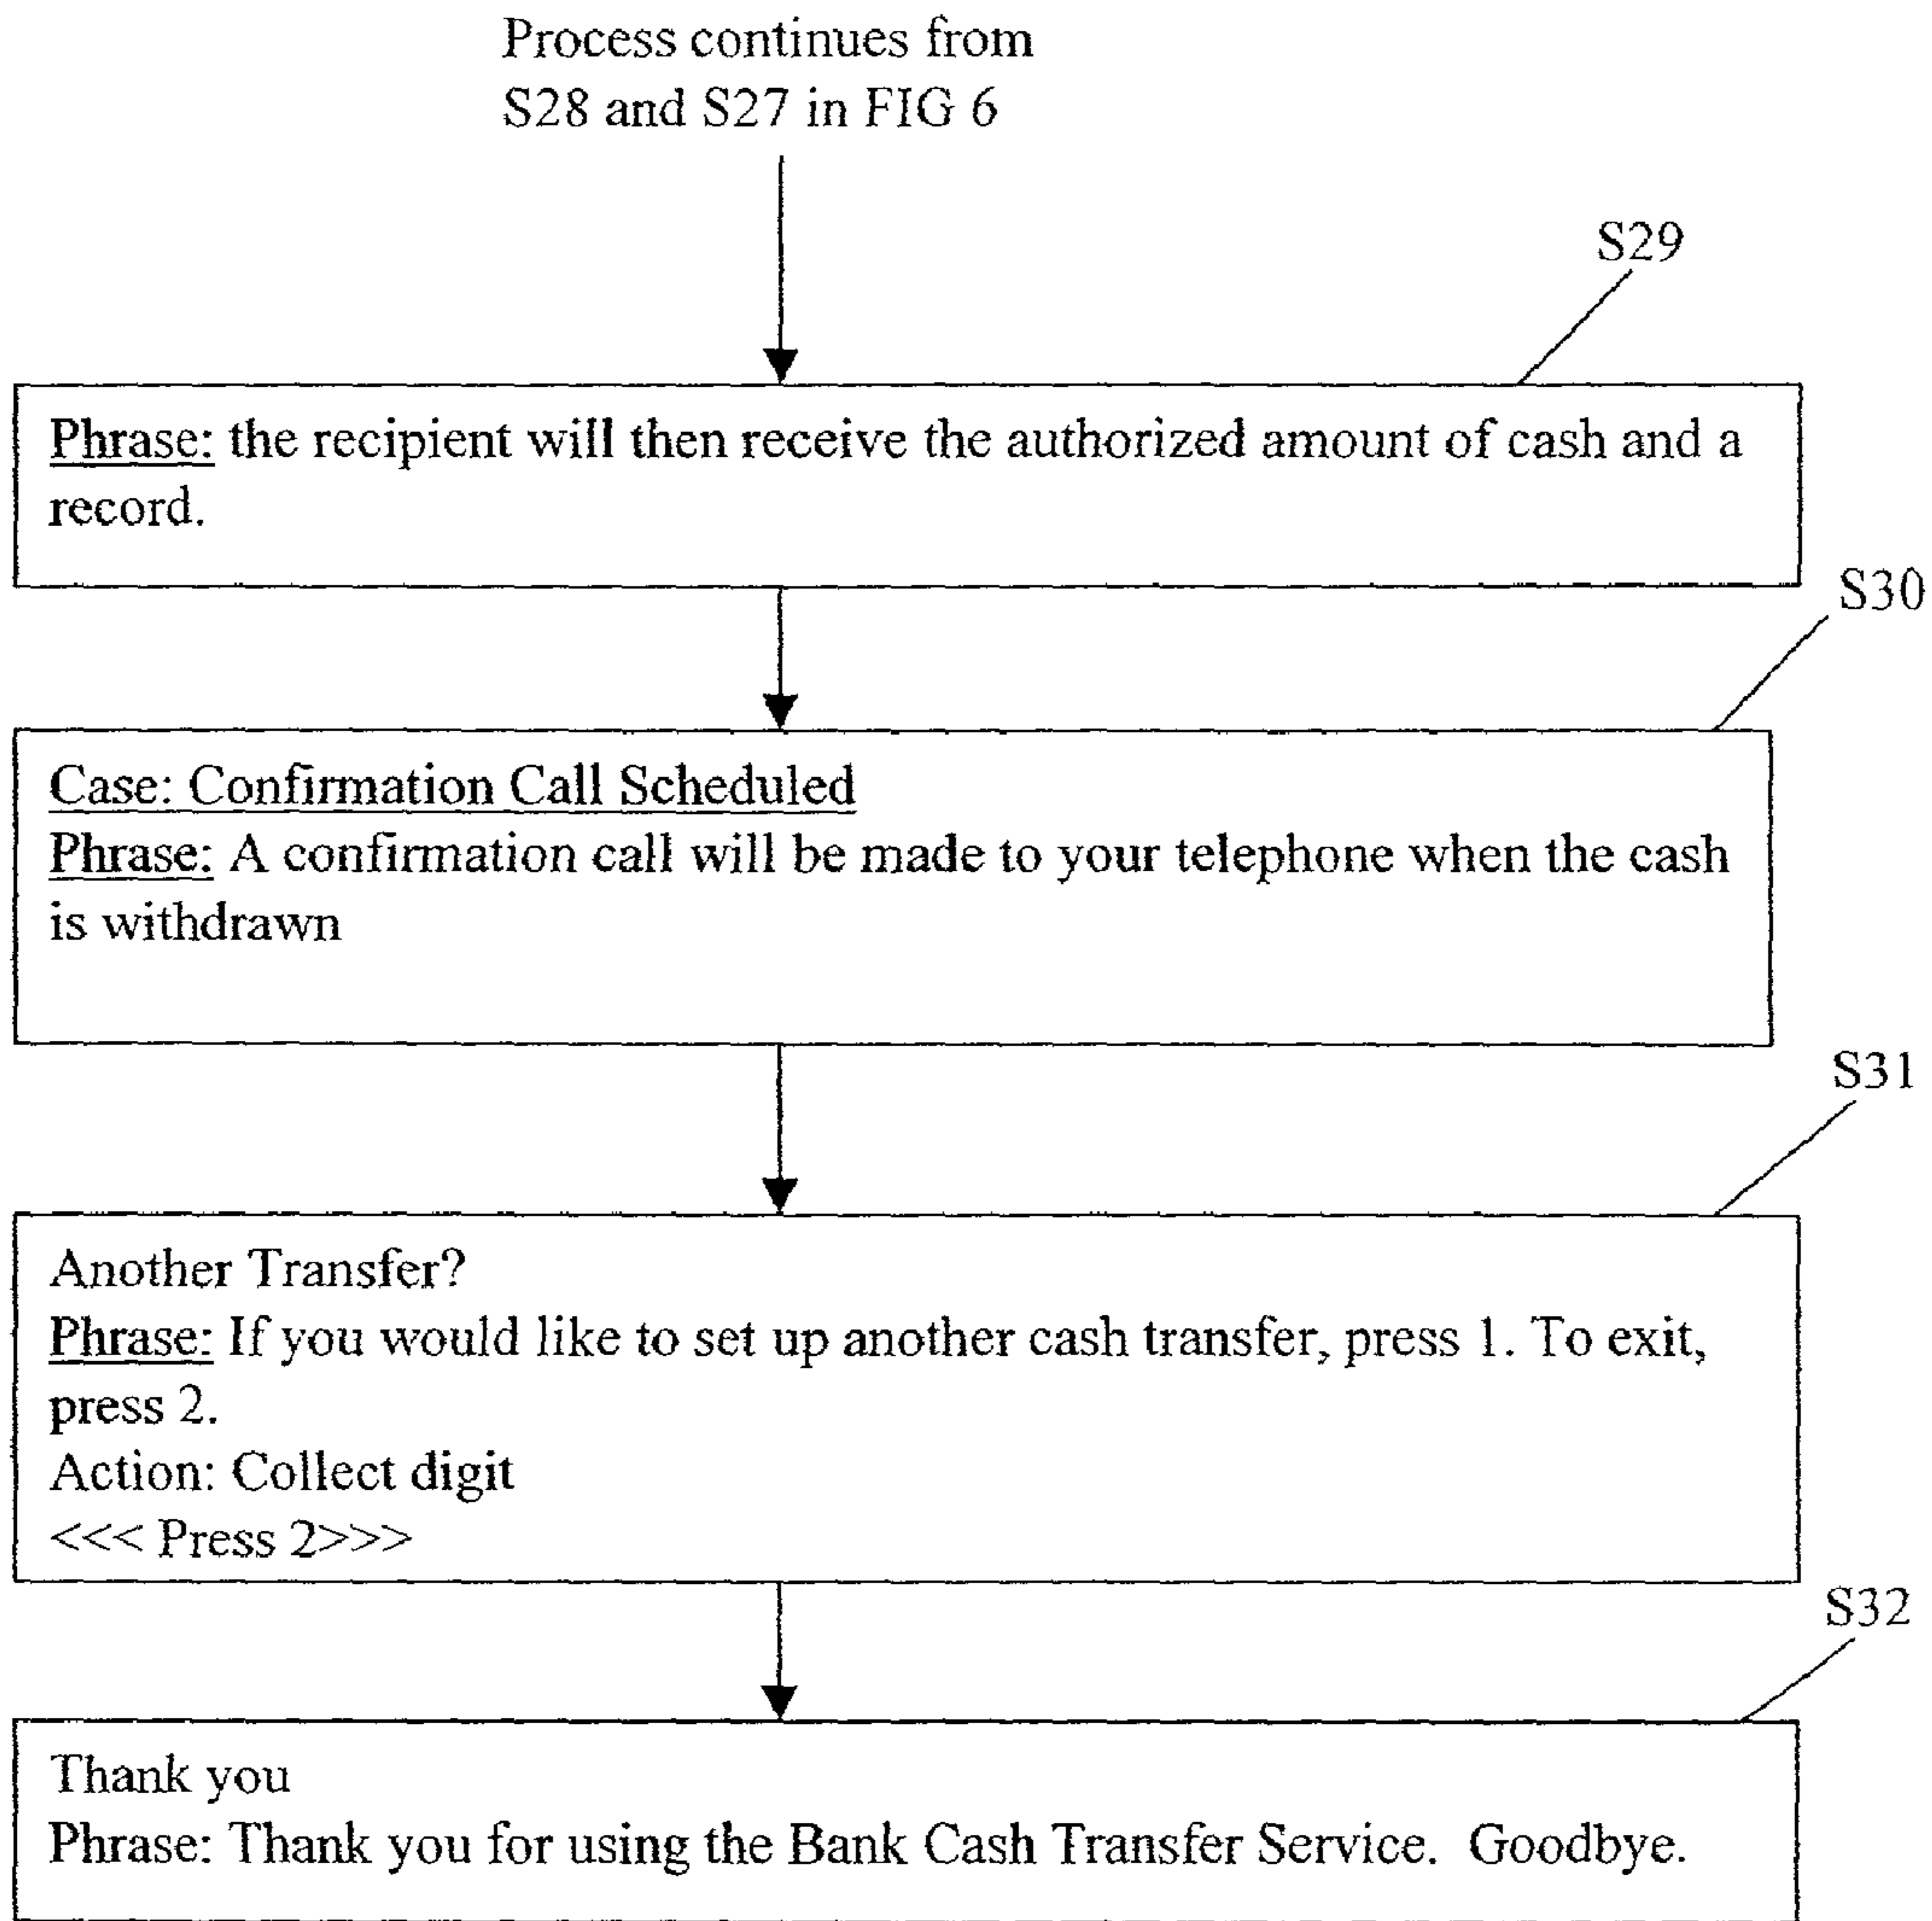 Process continues from
S28 and S27 in FIG 6
S29
Phrase: the recipient will then receive the authorized amount of cash and a
record.
S30
Case: Confirmation Call Scheduled
Phrase: A confirmation call will be made to your telephone when the cash
is withdrawn
S31
Another Transfer?
Phrase: If you would like to set up another cash transfer, press 1. To exit,
press 2.
Action: Collect digit
<<< Press 2>>>
S32
Thank you
Phrase: Thank you for using the Bank Cash Transfer Service.  Goodbye.